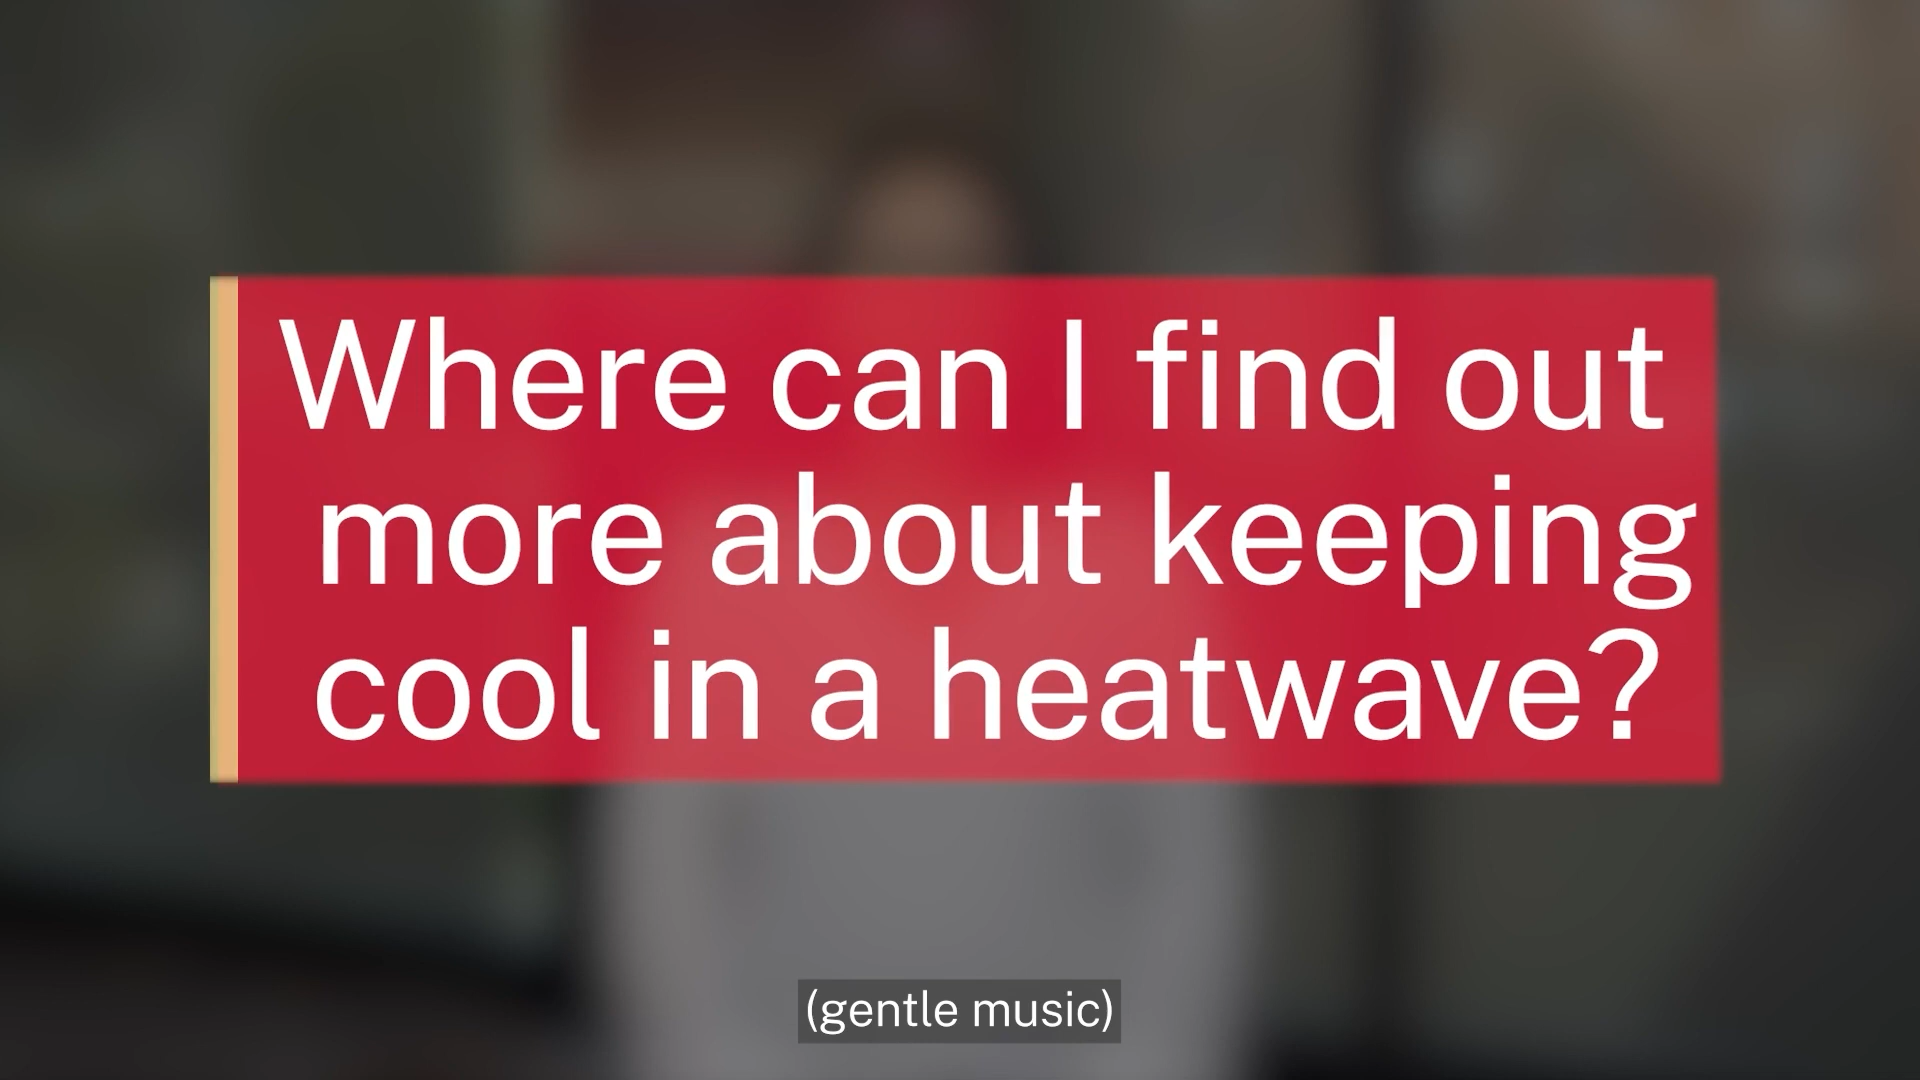 Where can I find out
more about keeping
cool in a heatwave?
(gentle music)